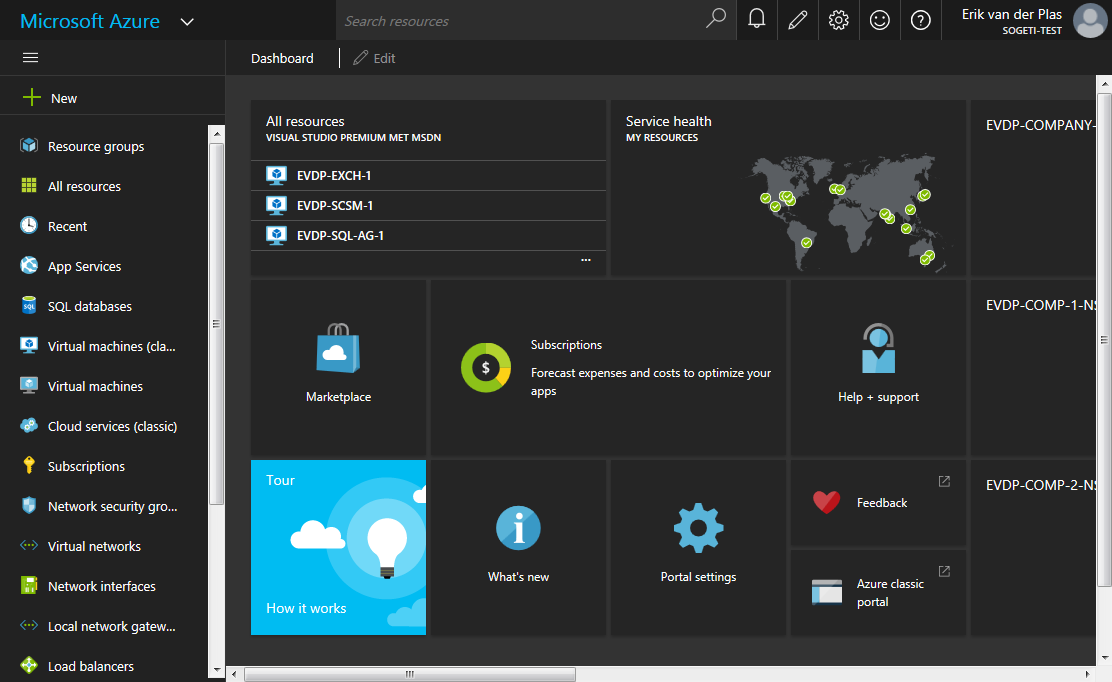 Microsoft Azure
Search resources
Erik van der Plas
SOGETI-TEST
Dashboard
Edit
New
Resource groups
All resources
Recent
App Services
SQL databases
Virtual machines (cla...
Virtual machines
Cloud services (classic)
Subscriptions
Network security gro...
Virtual networks
Network interfaces
Local network gatew...
Load balancers
All resources
VISUAL STUDIO PREMIUM MET MSDN
EVDP-EXCH-1
EVDP-SCSM-1
EVDP-SQL-AG-1
...
Service health
MY RESOURCES
EVDP-COMPANY-
Marketplace
$
Subscriptions
Forecast expenses and costs to optimize your
apps
Help + support
EVDP-COMP-1-NS
Tour
How it works
What's new
Portal settings
Feedback
Azure classic
portal
EVDP-COMP-2-NS